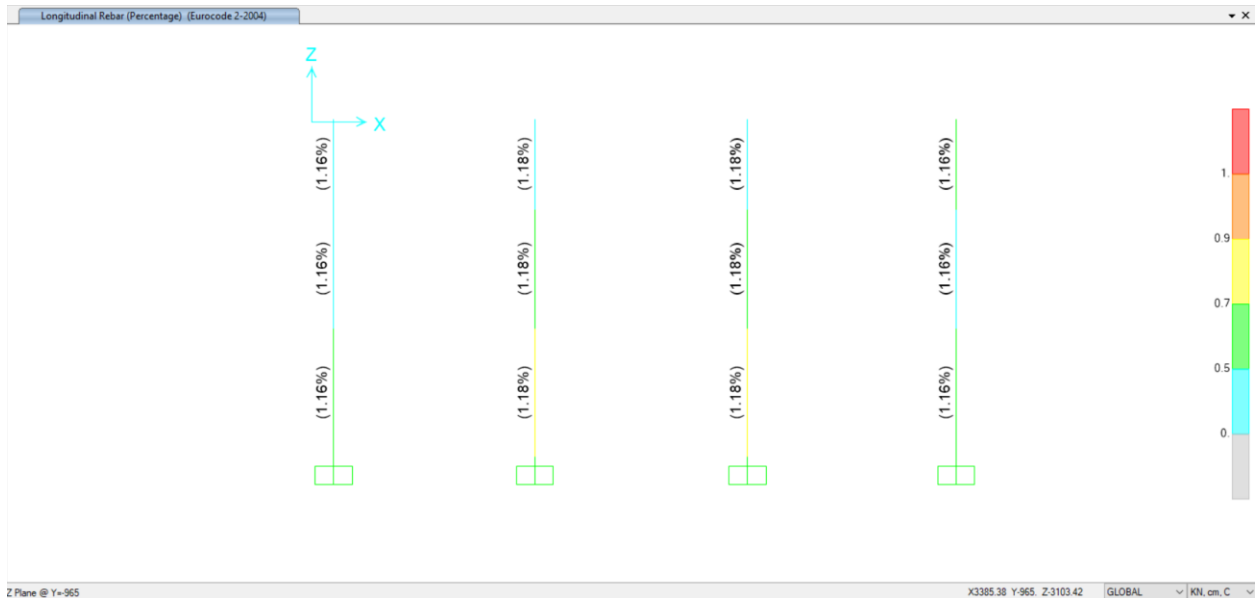 Longitudinal Rebar (Percentage) (Eurocode 2-2004)
Z
X
(1.16%)
(1.18%)
(1.18%)
(1.16%)
(1.16%)
(1.18%)
(1.18%)
(1.16%)
(1.16%)
(1.18%)
(1.18%)
(1.16%)
1.
0.9
0.7
0.5
0.
Z Plane @ Y=-965
X3385.38 Y-965. Z-3103.42
GLOBAL
KN, cm, C